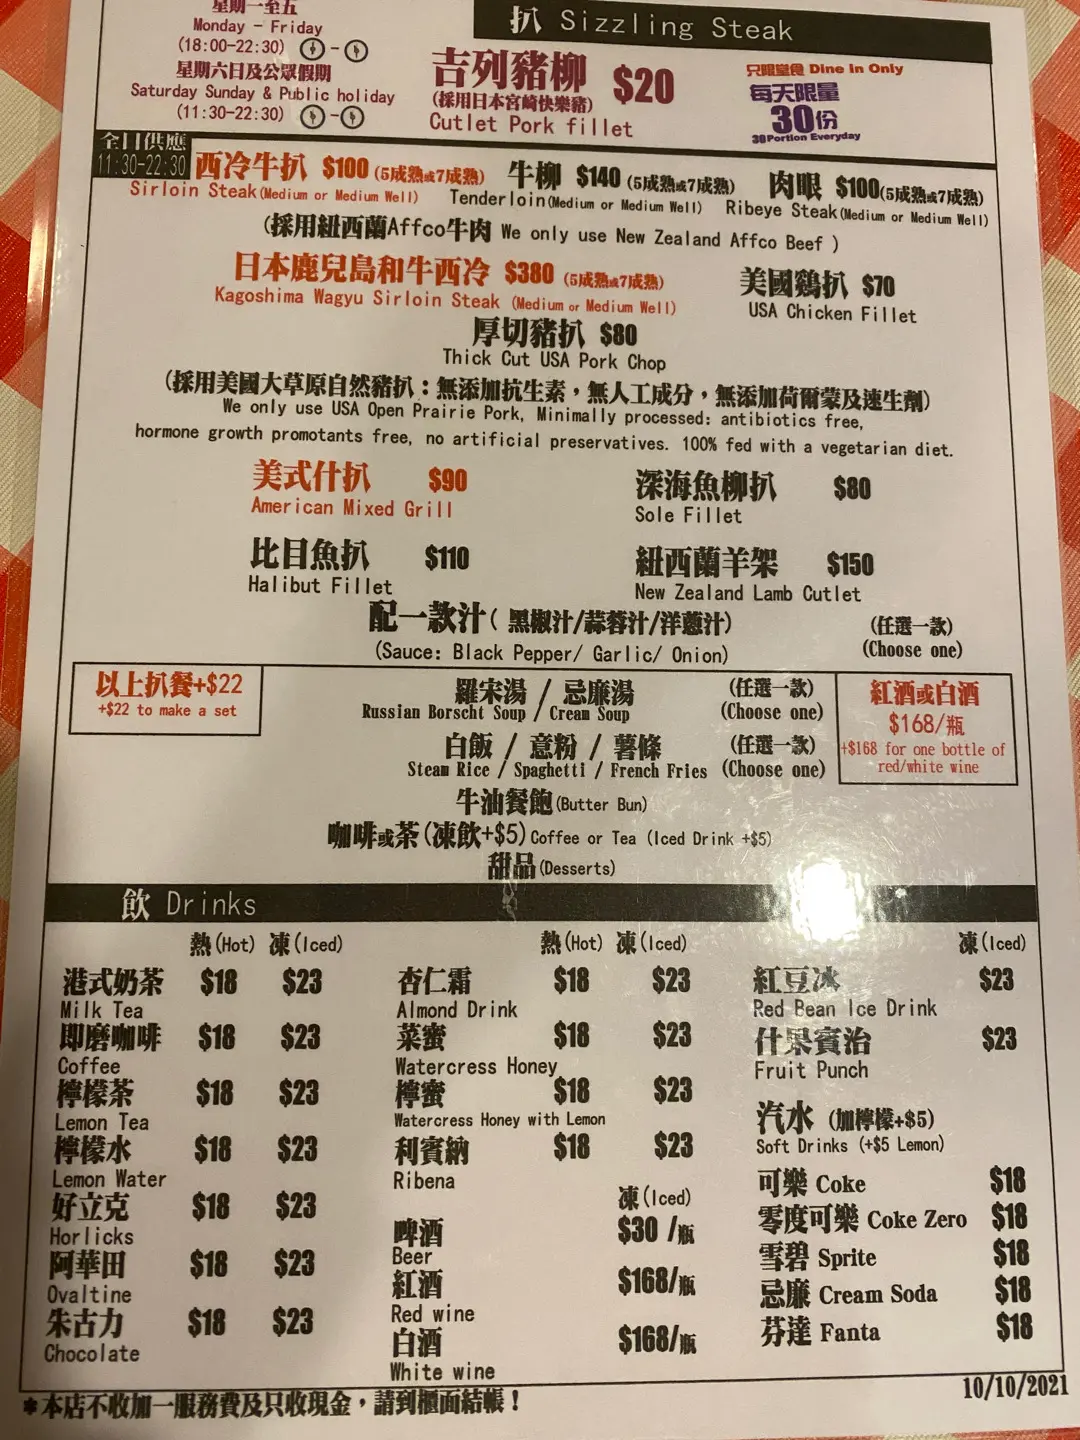 星期一至五
Monday - Friday
(18:00-22:30)
星期六日及公眾假期
Saturday Sunday & Public holiday
(11:30-22:30)
扒 Sizzling Steak
吉列豬柳 $20
(採用日本宮崎快樂豬)
Cutlet Pork fillet
只限堂食 Dine In Only
每天限量
30份
30 Portion Everyday
全日供應
11:30-22:30
西冷牛扒 $100 (5成熟或7成熟)
Sirloin Steak (Medium or Medium Well)
牛柳 $140 (5成熟或7成熟)
Tenderloin (Medium or Medium Well)
肉眼 $100 (5成熟或7成熟)
Ribeye Steak (Medium or Medium Well)
(採用紐西蘭Affco牛肉 We only use New Zealand Affco Beef )
日本鹿兒島和牛西冷 $380 (5成熟或7成熟)
Kagoshima Wagyu Sirloin Steak (Medium or Medium Well)
美國鷄扒 $70
USA Chicken Fillet
厚切豬扒 $80
Thick Cut USA Pork Chop
(採用美國大草原自然豬扒：無添加抗生素，無人工成分，無添加荷爾蒙及速生劑)
We only use USA Open Prairie Pork, Minimally processed: antibiotics free,
hormone growth promotants free, no artificial preservatives. 100% fed with a vegetarian diet.
美式什扒 $90
American Mixed Grill
深海魚柳扒 $80
Sole Fillet
比目魚扒 $110
Halibut Fillet
紐西蘭羊架 $150
New Zealand Lamb Cutlet
配一款汁( 黑椒汁/蒜蓉汁/洋蔥汁) (任選一款)
(Sauce: Black Pepper/ Garlic/ Onion) (Choose one)
以上扒餐+$22
+$22 to make a set
羅宋湯 / 忌廉湯 (任選一款)
Russian Borscht Soup / Cream Soup (Choose one)
白飯 / 意粉 / 薯條 (任選一款)
Steam Rice / Spaghetti / French Fries (Choose one)
牛油餐飽 (Butter Bun)
咖啡或茶 (凍飲+$5) Coffee or Tea (Iced Drink +$5)
甜品 (Desserts)
紅酒或白酒
$168/瓶
+$168 for one bottle of
red/white wine
飲 Drinks
熱(Hot) 凍(Iced)
港式奶茶 $18 $23
Milk Tea
即磨咖啡 $18 $23
Coffee
檸檬茶 $18 $23
Lemon Tea
檸檬水 $18 $23
Lemon Water
好立克 $18 $23
Horlicks
阿華田 $18 $23
Ovaltine
朱古力 $18 $23
Chocolate
熱(Hot) 凍(Iced)
杏仁霜 $18 $23
Almond Drink
菜蜜 $18 $23
Watercress Honey
檸蜜 $18 $23
Watercress Honey with Lemon
利賓納 $18 $23
Ribena
凍(Iced)
啤酒 $30 /瓶
Beer
紅酒 $168/瓶
Red wine
白酒 $168/瓶
White wine
凍(Iced)
紅豆冰 $23
Red Bean Ice Drink
什果賓治 $23
Fruit Punch
汽水 (加檸檬+$5)
Soft Drinks (+$5 Lemon)
可樂 Coke $18
零度可樂 Coke Zero $18
雪碧 Sprite $18
忌廉 Cream Soda $18
芬達 Fanta $18
10/10/2021
*本店不收加一服務費及只收現金，請到櫃面結帳！